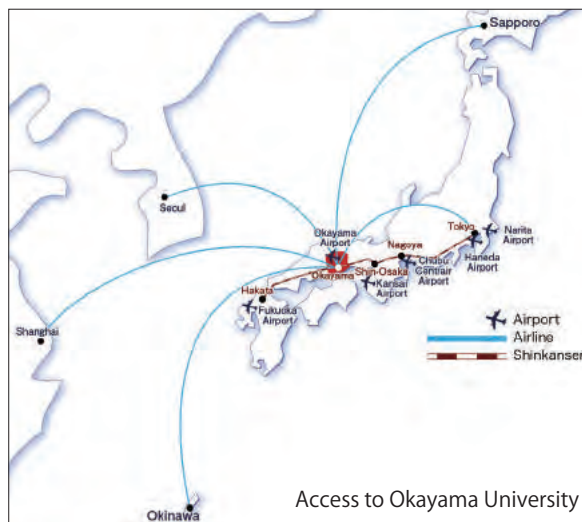 Sapporo
Seoul
Okayama
Airport
Tokyo
Narita
Airport
Nagoya
Haneda
Airport
Chubu
Centrair
Airport
Okayama
Shin-Osaka
Kansai
Airport
Hakata
Fukuoka
Airport
Shanghai
Airport
Airline
Shinkansen
Okinawa
Access to Okayama University